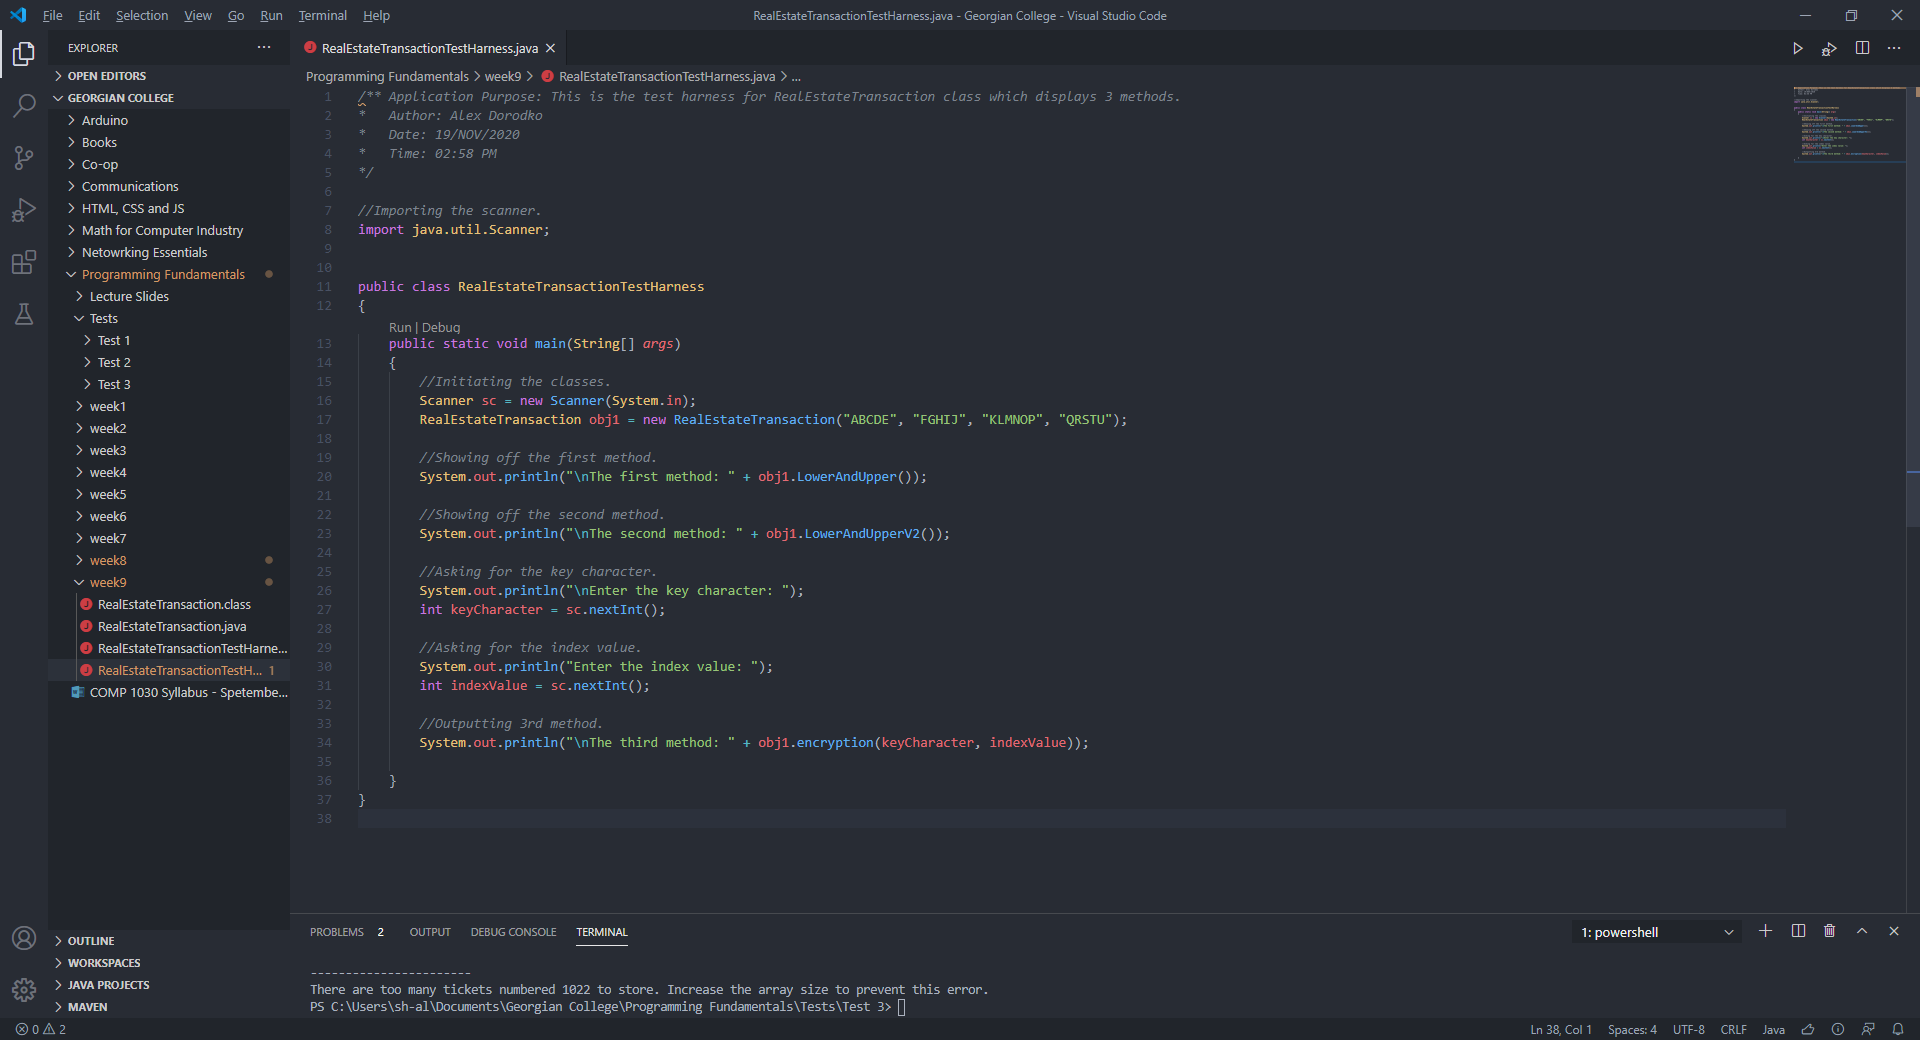 File Edit Selection View Go Run Terminal Help
RealEstateTransactionTestHarness.java - Georgian College - Visual Studio Code
EXPLORER
OPEN EDITORS
GEORGIAN COLLEGE
Arduino
Books
Co-op
Communications
HTML, CSS and JS
Math for Computer Industry
Netowrking Essentials
Programming Fundamentals
Lecture Slides
Tests
Test 1
Test 2
Test 3
week1
week2
week3
week4
week5
week6
week7
week8
week9
RealEstateTransaction.class
RealEstateTransaction.java
RealEstateTransactionTestHarne...
RealEstateTransactionTestH... 1
COMP 1030 Syllabus - Spetembe...
OUTLINE
WORKSPACES
JAVA PROJECTS
MAVEN
RealEstateTransactionTestHarness.java
Programming Fundamentals > week9 > RealEstateTransactionTestHarness.java > ...
1 /** Application Purpose: This is the test harness for RealEstateTransaction class which displays 3 methods.
2 * Author: Alex Dorodko
3 * Date: 19/NOV/2020
4 * Time: 02:58 PM
5 */
6
7 //Importing the scanner.
8 import java.util.Scanner;
9
10
11 public class RealEstateTransactionTestHarness
12 {
Run | Debug
13 public static void main(String[] args)
14 {
15 //Initiating the classes.
16 Scanner sc = new Scanner(System.in);
17 RealEstateTransaction obj1 = new RealEstateTransaction("ABCDE", "FGHIJ", "KLMNOP", "QRSTU");
18
19 //Showing off the first method.
20 System.out.println("\nThe first method: " + obj1.LowerAndUpper());
21
22 //Showing off the second method.
23 System.out.println("\nThe second method: " + obj1.LowerAndUpperV2());
24
25 //Asking for the key character.
26 System.out.println("\nEnter the key character: ");
27 int keyCharacter = sc.nextInt();
28
29 //Asking for the index value.
30 System.out.println("Enter the index value: ");
31 int indexValue = sc.nextInt();
32
33 //Outputting 3rd method.
34 System.out.println("\nThe third method: " + obj1.encryption(keyCharacter, indexValue));
35
36 }
37 }
38
PROBLEMS 2 OUTPUT DEBUG CONSOLE TERMINAL
1: powershell
-----------------------
There are too many tickets numbered 1022 to store. Increase the array size to prevent this error.
PS C:\Users\sh-al\Documents\Georgian College\Programming Fundamentals\Tests\Test 3>
0 2
Ln 38, Col 1 Spaces: 4 UTF-8 CRLF Java